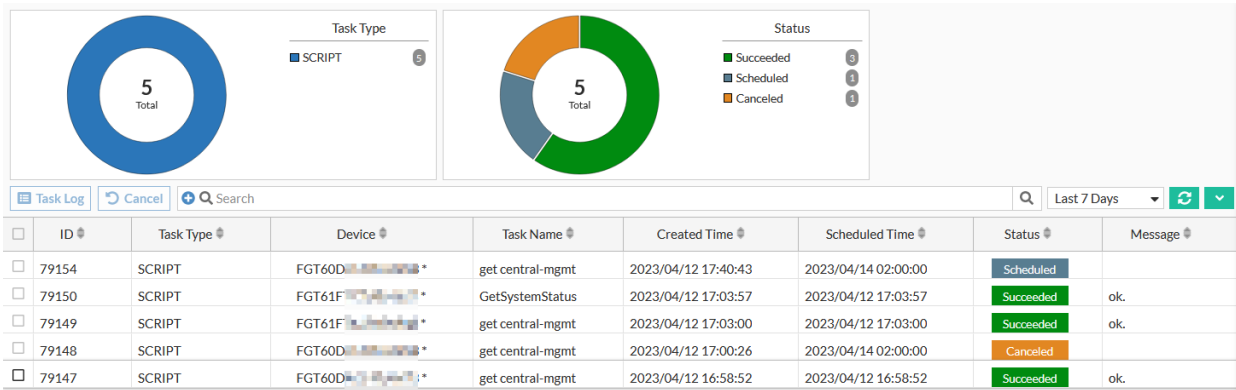 Task Type
SCRIPT 5
5
Total
Status
Succeeded 3
Scheduled 1
Canceled 1
5
Total
Task Log Cancel Search Last 7 Days
ID Task Type Device Task Name Created Time Scheduled Time Status Message
79154 SCRIPT FGT60D * get central-mgmt 2023/04/12 17:40:43 2023/04/14 02:00:00 Scheduled
79150 SCRIPT FGT61F * GetSystemStatus 2023/04/12 17:03:57 2023/04/12 17:03:57 Succeeded ok.
79149 SCRIPT FGT61F * get central-mgmt 2023/04/12 17:03:00 2023/04/12 17:03:00 Succeeded ok.
79148 SCRIPT FGT60D * get central-mgmt 2023/04/12 17:00:26 2023/04/14 02:00:00 Canceled
79147 SCRIPT FGT60D * get central-mgmt 2023/04/12 16:58:52 2023/04/12 16:58:52 Succeeded ok.